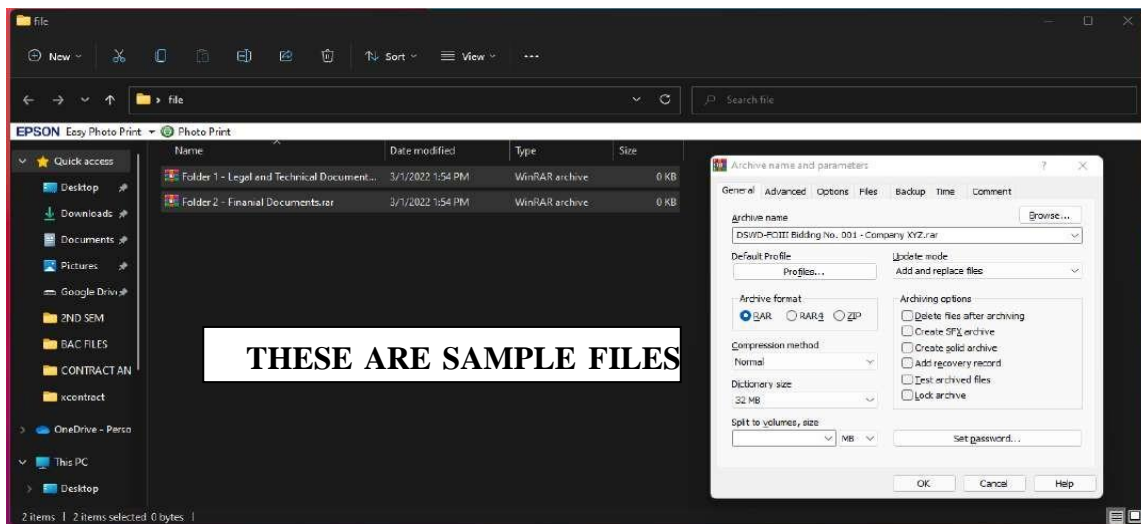 file
New
Sort
View
file
Search file
EPSON Easy Photo Print Photo Print
Name Date modified Type Size
Quick access
Folder 1 - Legal and Technical Document... 3/1/2022 1:54 PM WinRAR archive 0 KB
Desktop
Folder 2 - Finanial Documents.rar 3/1/2022 1:54 PM WinRAR archive 0 KB
Downloads
Documents
Pictures
Google Driv
2ND SEM
BAC FILES
CONTRACT AN
xcontract
OneDrive - Perso
This PC
Desktop
2 items 2 items selected 0 bytes
THESE ARE SAMPLE FILES
Archive name and parameters ? ×
General Advanced Options Files Backup Time Comment
Archive name Browse...
DSWD-FOIII Bidding No. 001 - Company XYZ.rar
Default Profile Update mode
Profiles... Add and replace files
Archive format Archiving options
RAR RAR4 ZIP Delete files after archiving
Create SFX archive
Compression method Create solid archive
Normal Add recovery record
Dictionary size Test archived files
32 MB Lock archive
Split to volumes, size
MB Set password...
OK Cancel Help